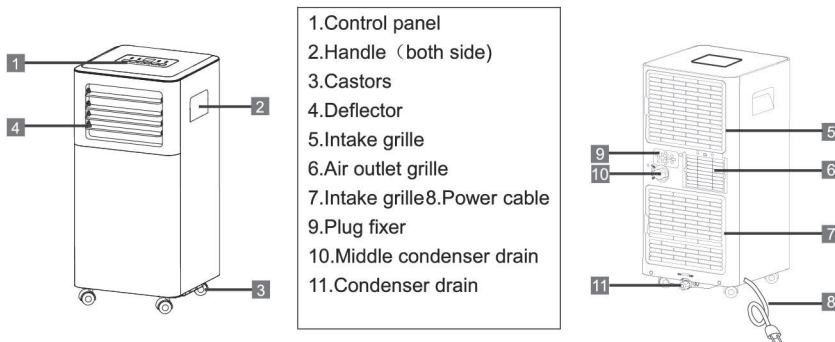 1
2
4
3
1.Control panel
2.Handle（both side)
3.Castors
4.Deflector
5.Intake grille
6.Air outlet grille
7.Intake grille8.Power cable
9.Plug fixer
10.Middle condenser drain
11.Condenser drain
5
9
6
10
7
11
8